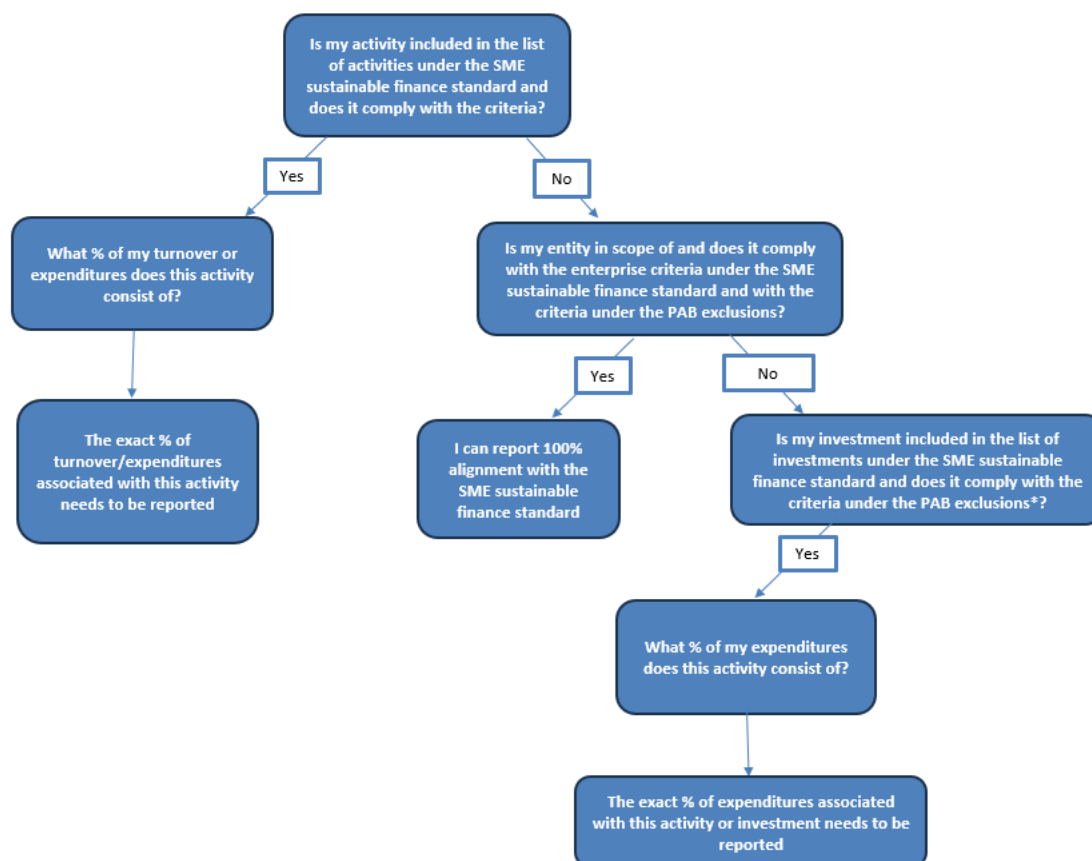 Is my activity included in the list
of activities under the SME
sustainable finance standard and
does it comply with the criteria?
Yes
No
What % of my turnover or
expenditures does this activity
consist of?
Is my entity in scope of and does it comply
with the enterprise criteria under the SME
sustainable finance standard and with the
criteria under the PAB exclusions?
Yes
No
The exact % of
turnover/expenditures
associated with this activity
needs to be reported
I can report 100%
alignment with the
SME sustainable
finance standard
Is my investment included in the list of
investments under the SME sustainable
finance standard and does it comply with the
criteria under the PAB exclusions*?
Yes
What % of my expenditures
does this activity consist of?
The exact % of expenditures associated
with this activity or investment needs to be
reported